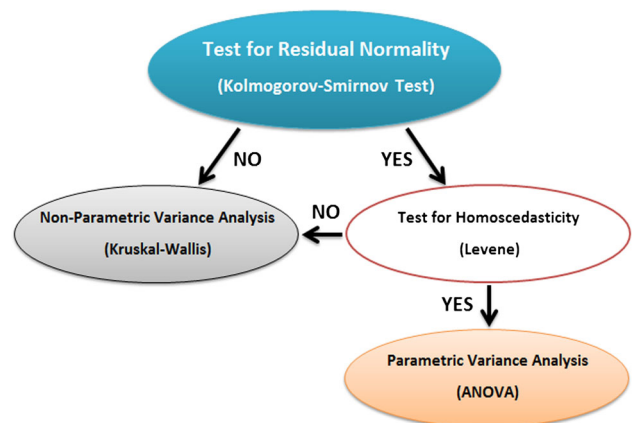 Test for Residual Normality
(Kolmogorov-Smirnov Test)
NO
YES
Non-Parametric Variance Analysis
(Kruskal-Wallis)
NO
Test for Homoscedasticity
(Levene)
YES
Parametric Variance Analysis
(ANOVA)